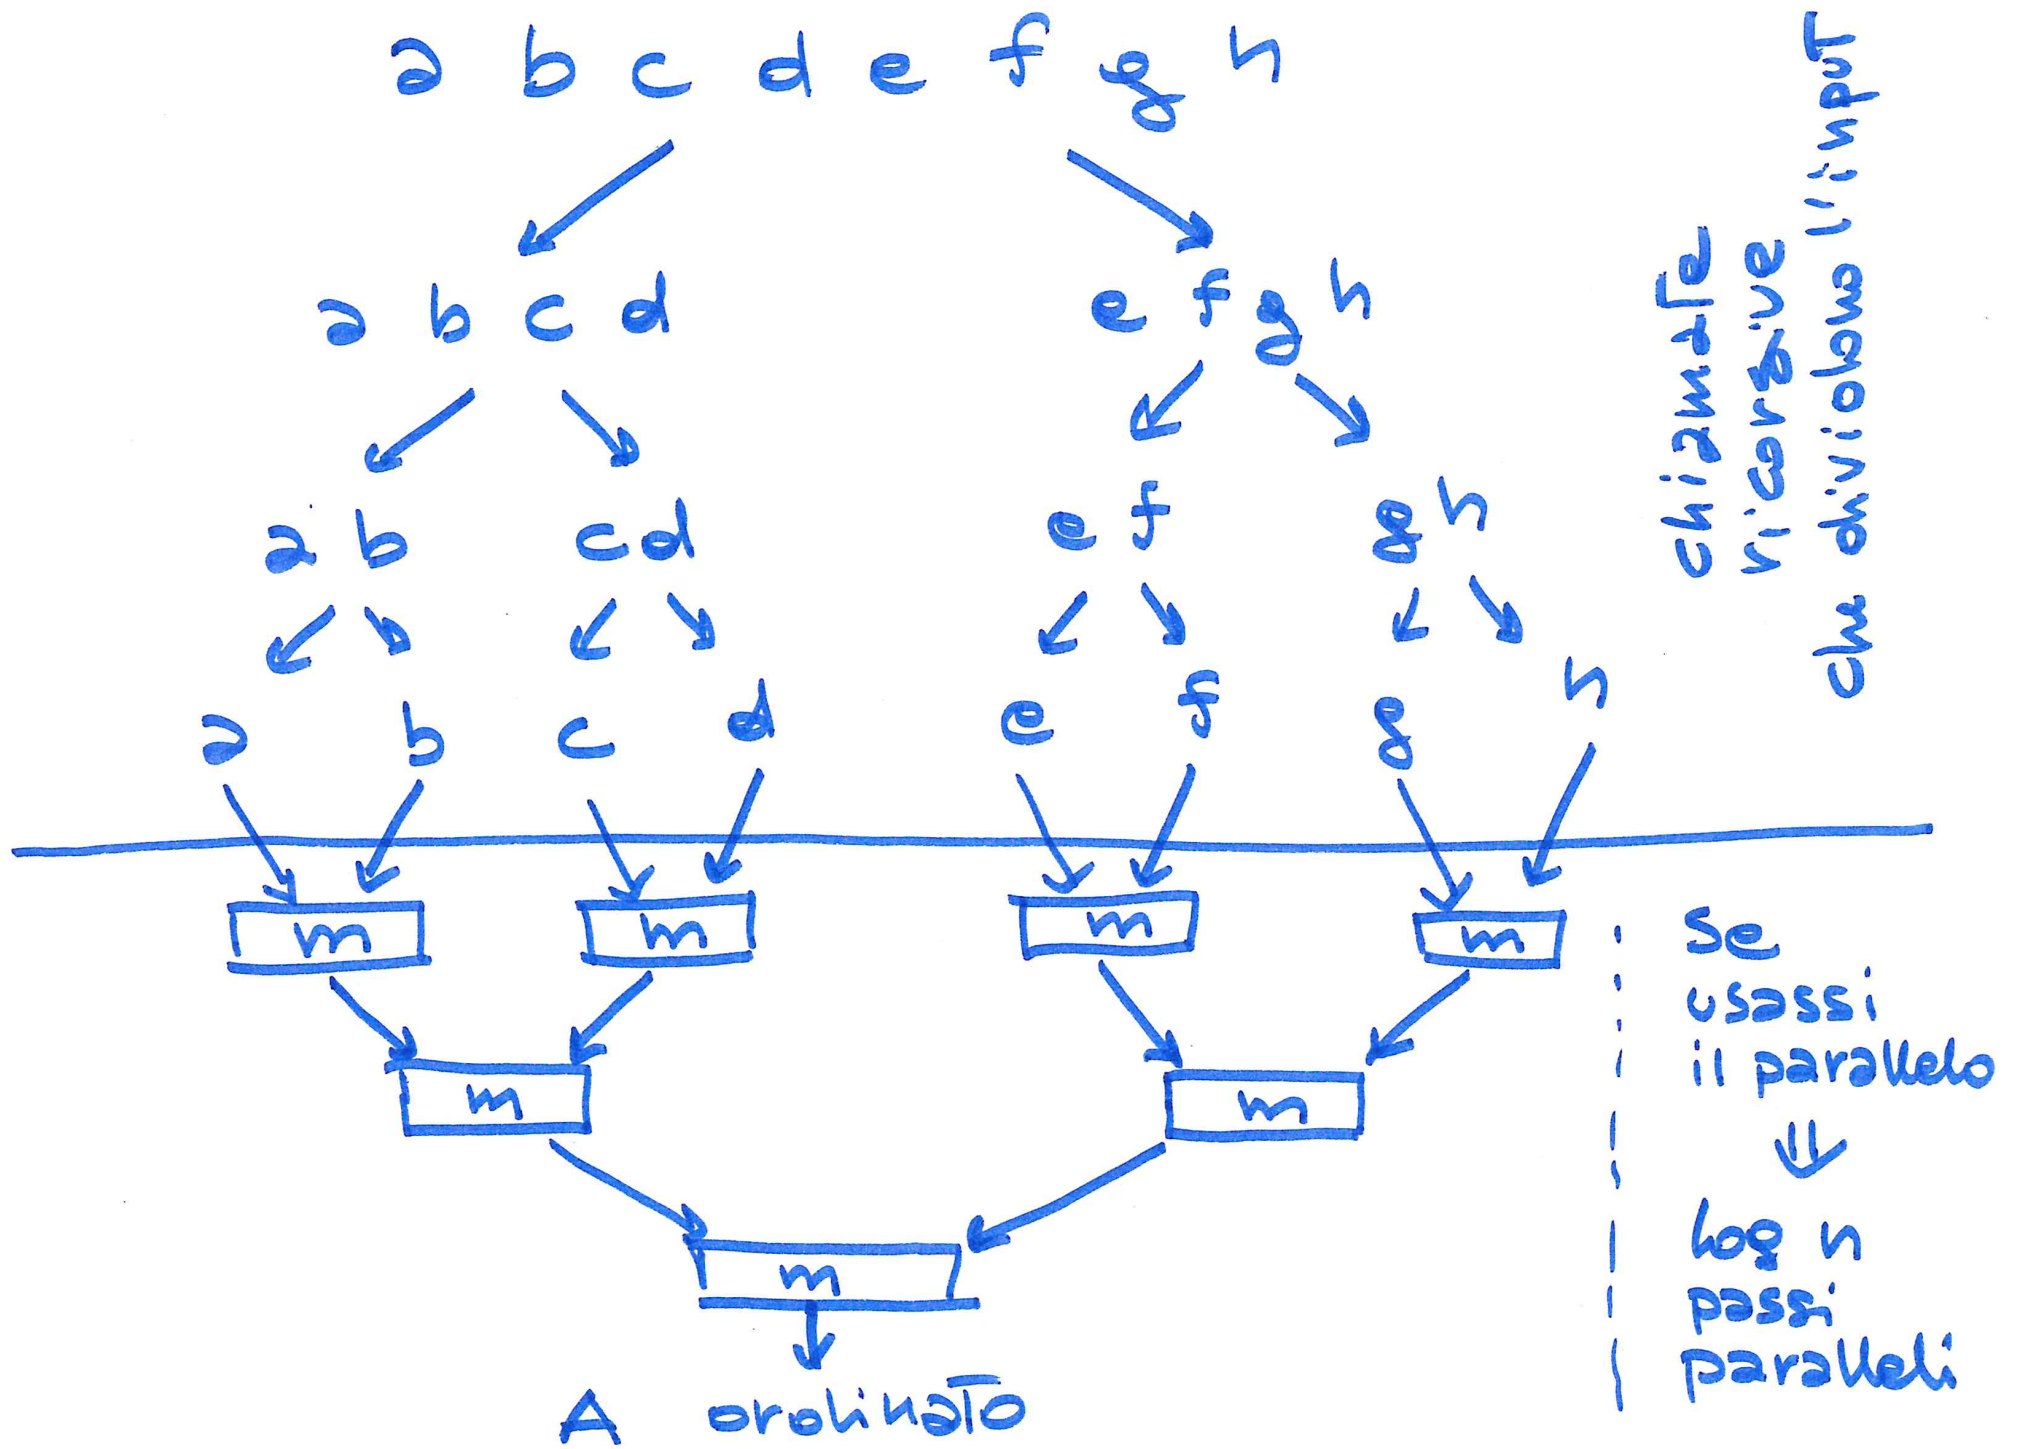 a b c d e f g h
a b c d
e f g h
a b
c d
e f
g h
a
b
c
d
e
f
g
h
chiamate
ricorsive
che dividono l'input
m
m
m
m
m
m
m
A ordinato
Se
usassi
il parallelo
⇓
log n
passi
paralleli